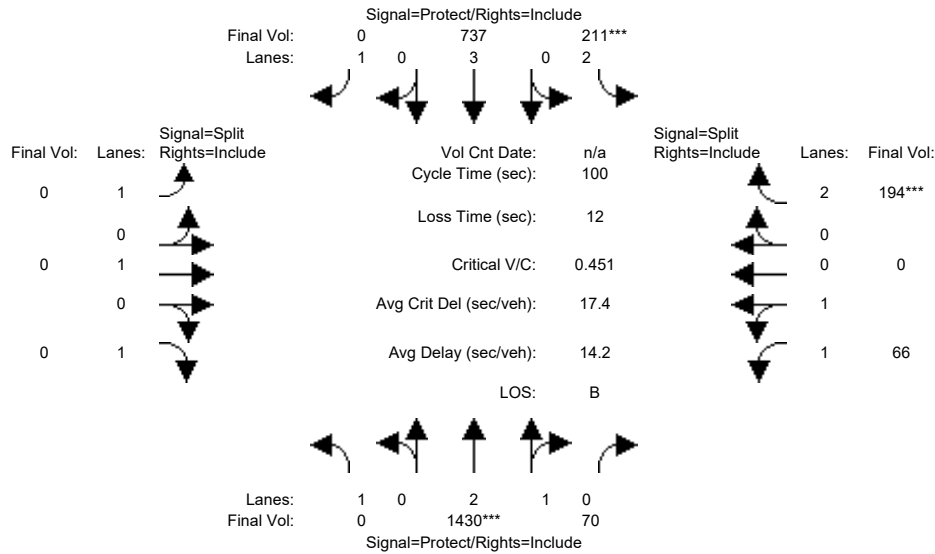 Signal=Protect/Rights=Include
Final Vol: 0 737 211***
Lanes: 1 0 3 0 2
Signal=Split
Final Vol: Lanes: Rights=Include
Vol Cnt Date: n/a
Signal=Split
Rights=Include Lanes: Final Vol:
Cycle Time (sec): 100
0 1
2 194***
Loss Time (sec): 12
0
0
0 1
Critical V/C: 0.451
0 0
0
Avg Crit Del (sec/veh): 17.4
1
0 1
Avg Delay (sec/veh): 14.2
1 66
LOS: B
Lanes: 1 0 2 1 0
Final Vol: 0 1430*** 70
Signal=Protect/Rights=Include